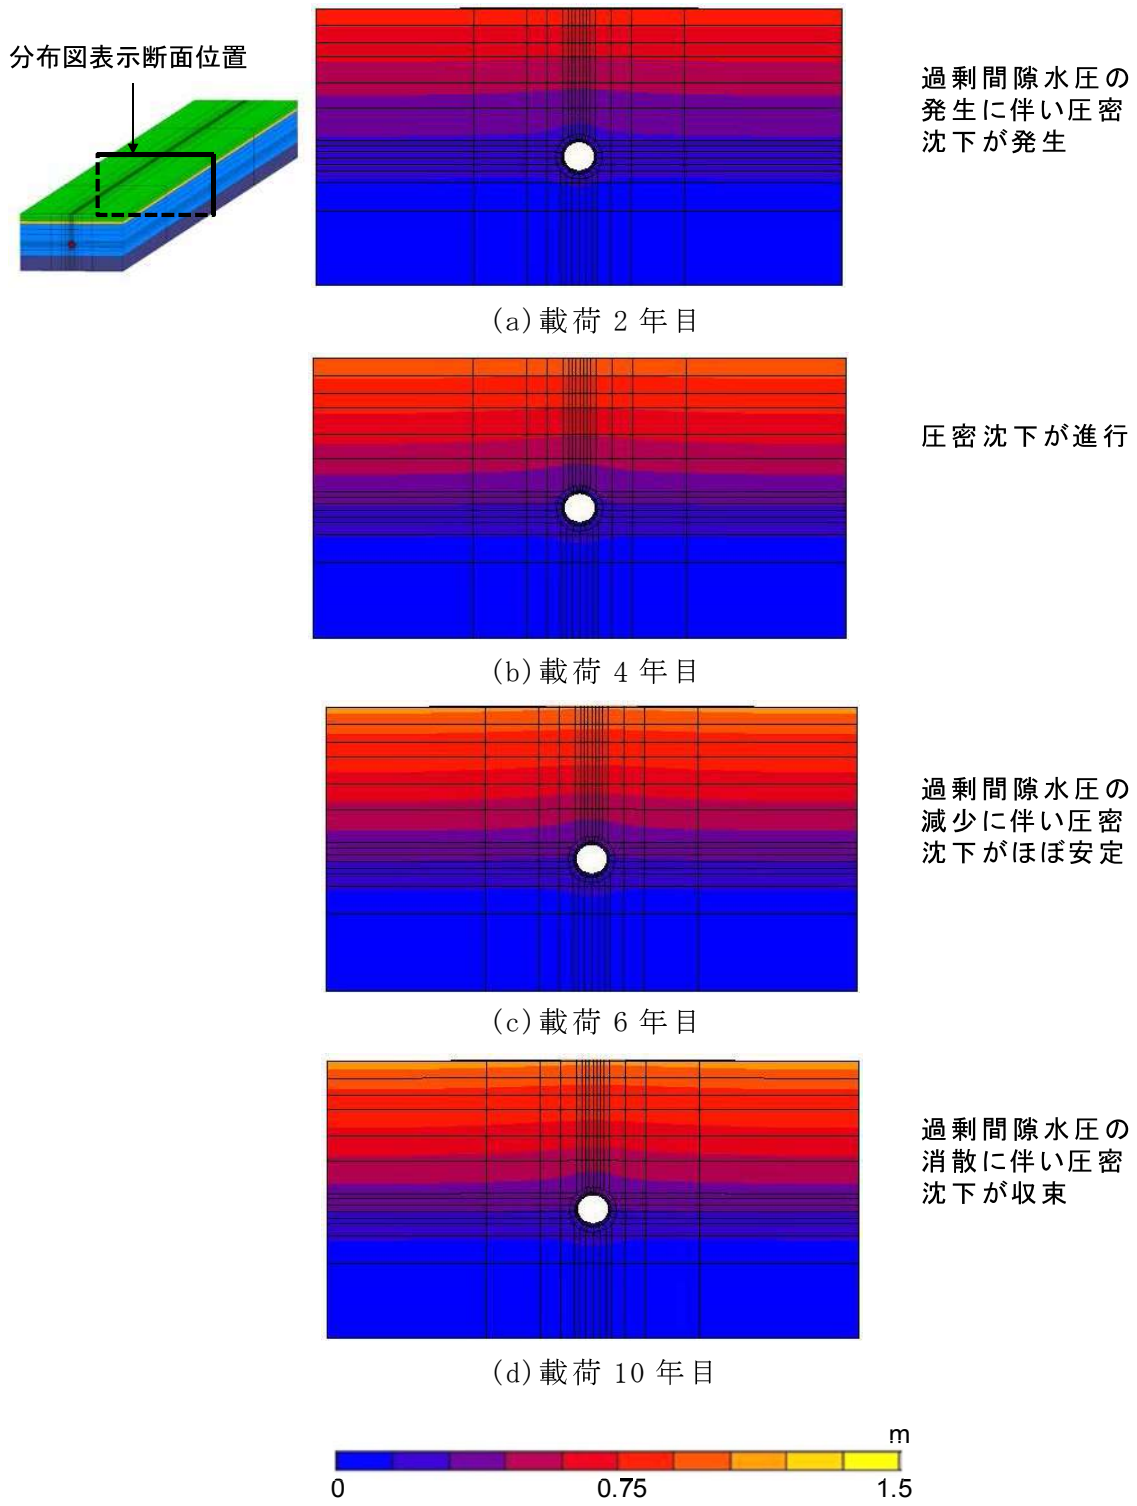 分布図表示断面位置
過剰間隙水圧の
発生に伴い圧密
沈下が発生
(a)載荷 2 年目
圧密沈下が進行
(b)載荷 4 年目
過剰間隙水圧の
減少に伴い圧密
沈下がほぼ安定
(c)載荷 6 年目
過剰間隙水圧の
消散に伴い圧密
沈下が収束
(d)載荷 10 年目
m
0 0.75 1.5